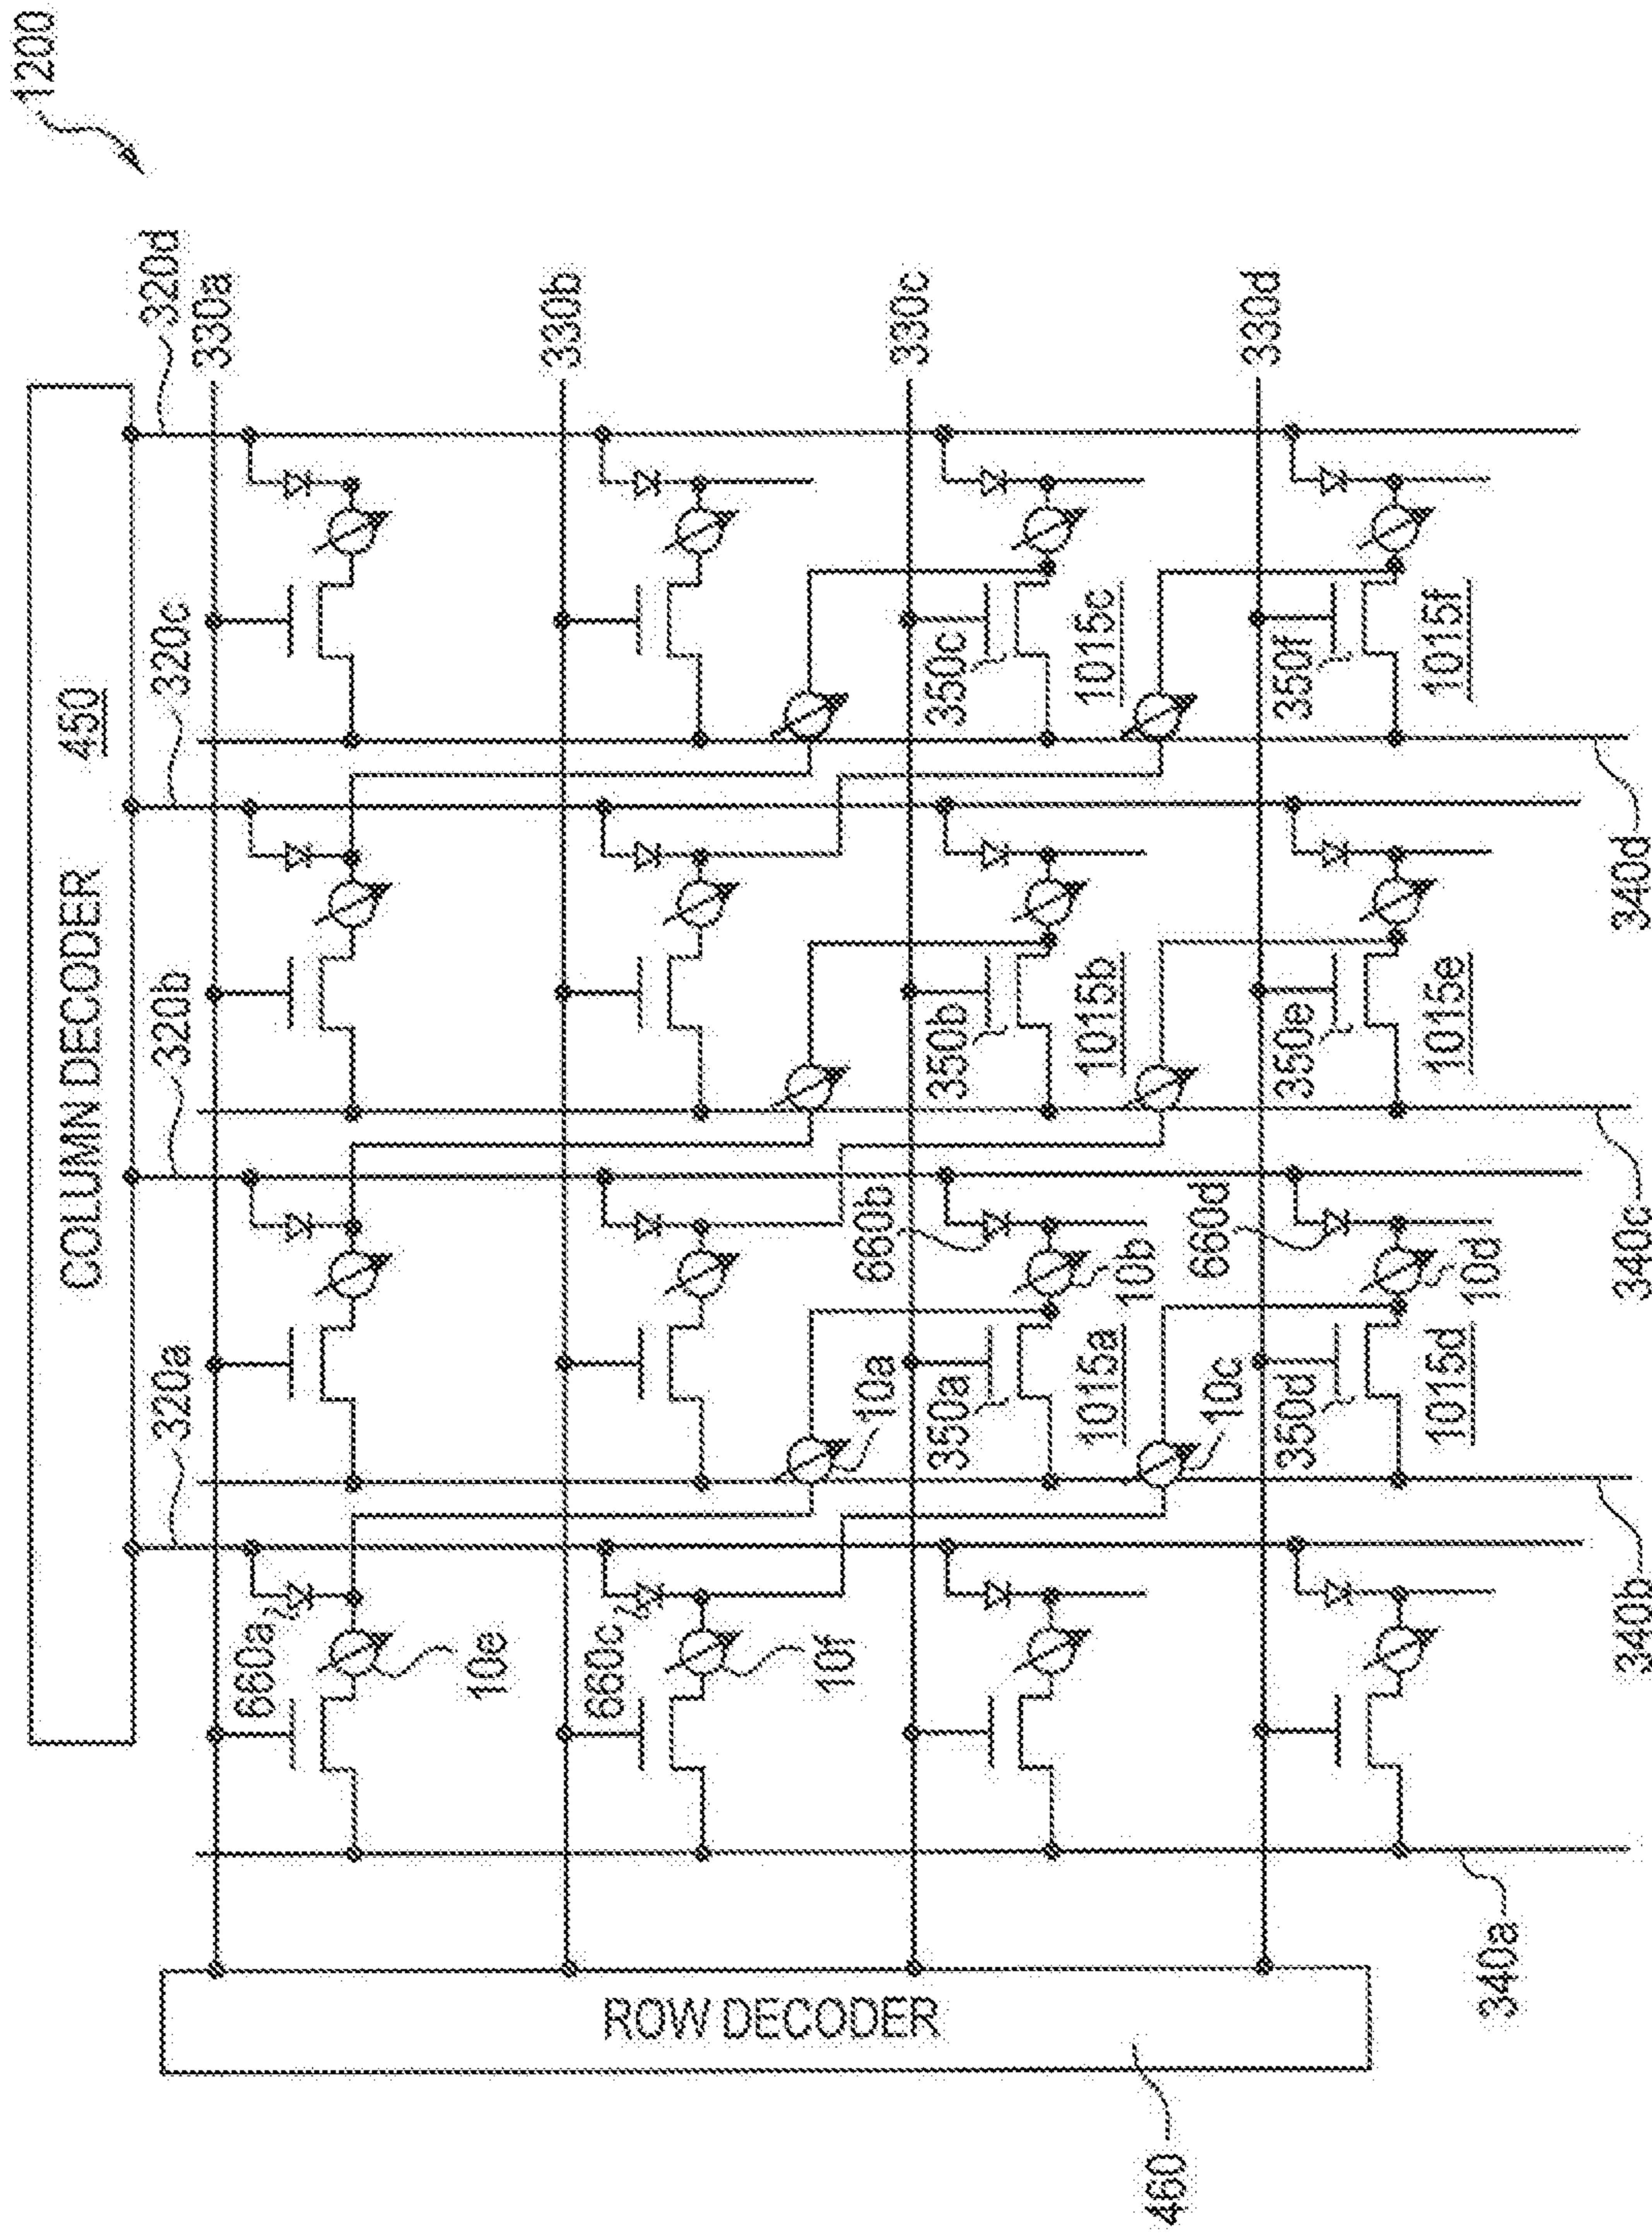 1200
COLUMN DECODER
450
320a
320b
320c
320d
330a
330b
330c
330d
660a
10e
660c
10f
10a
660b
350a
10b
1015a
350b
1015b
350c
1015c
10c
660d
350d
10d
1015d
350e
1015e
350f
1015f
340a
340b
340c
340d
ROW DECODER
460